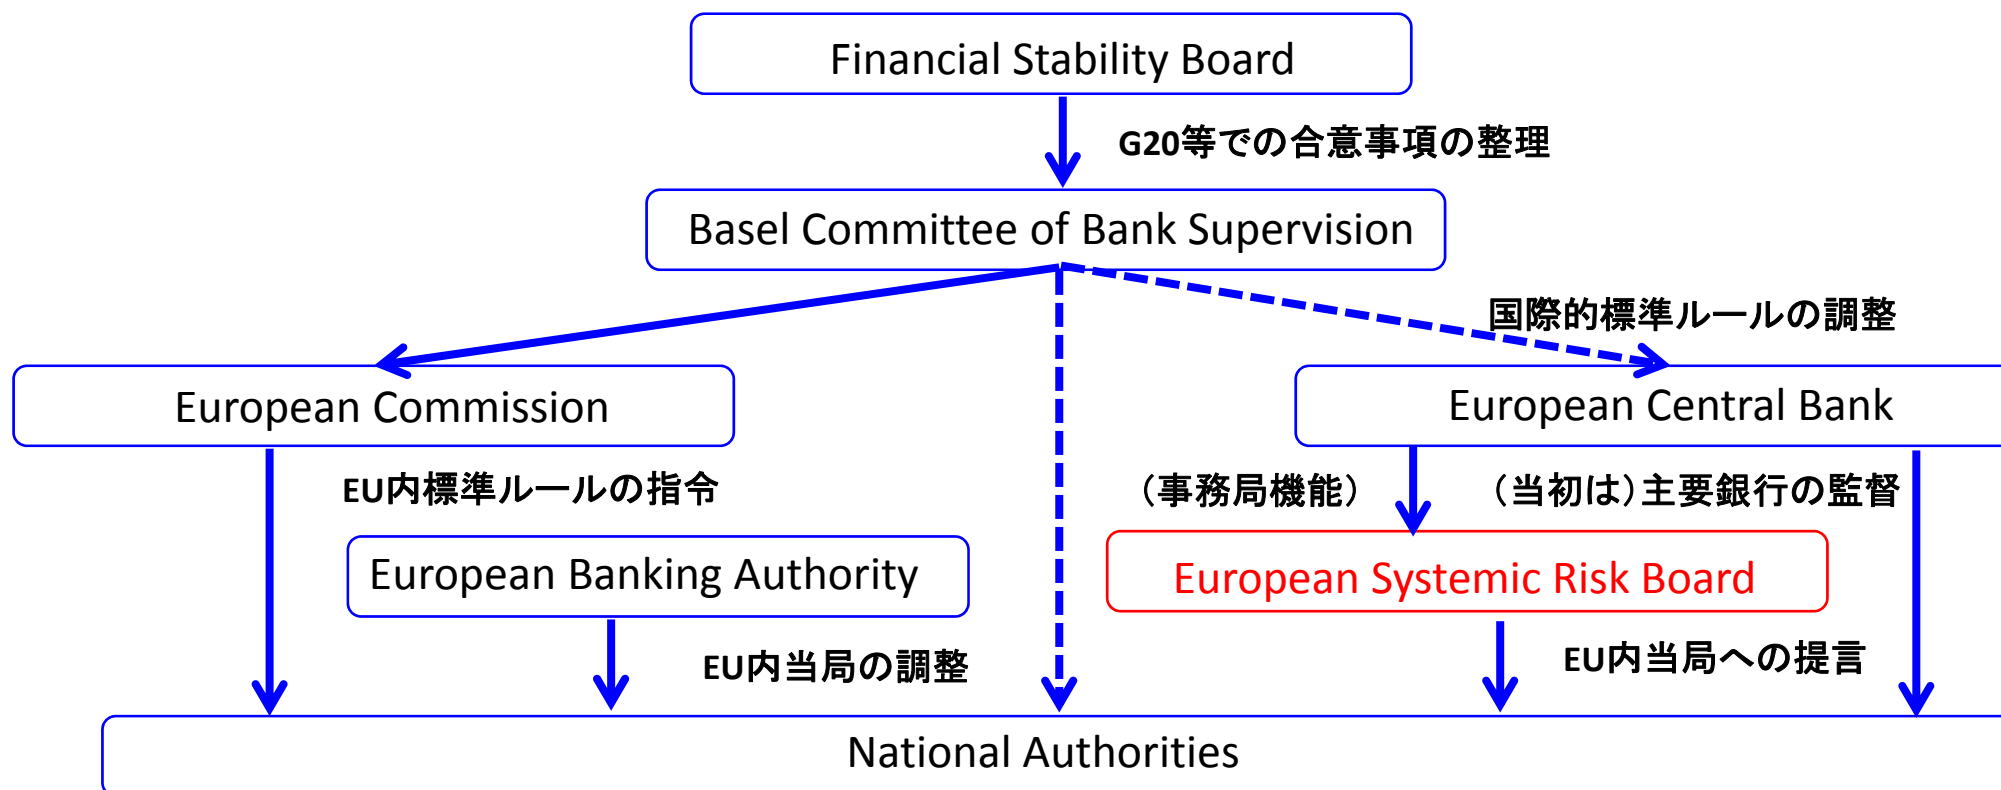 Financial Stability Board
G20等での合意事項の整理
Basel Committee of Bank Supervision
国際的標準ルールの調整
European Commission
European Central Bank
EU内標準ルールの指令
（事務局機能）
（当初は）主要銀行の監督
European Banking Authority
European Systemic Risk Board
EU内当局の調整
EU内当局への提言
National Authorities